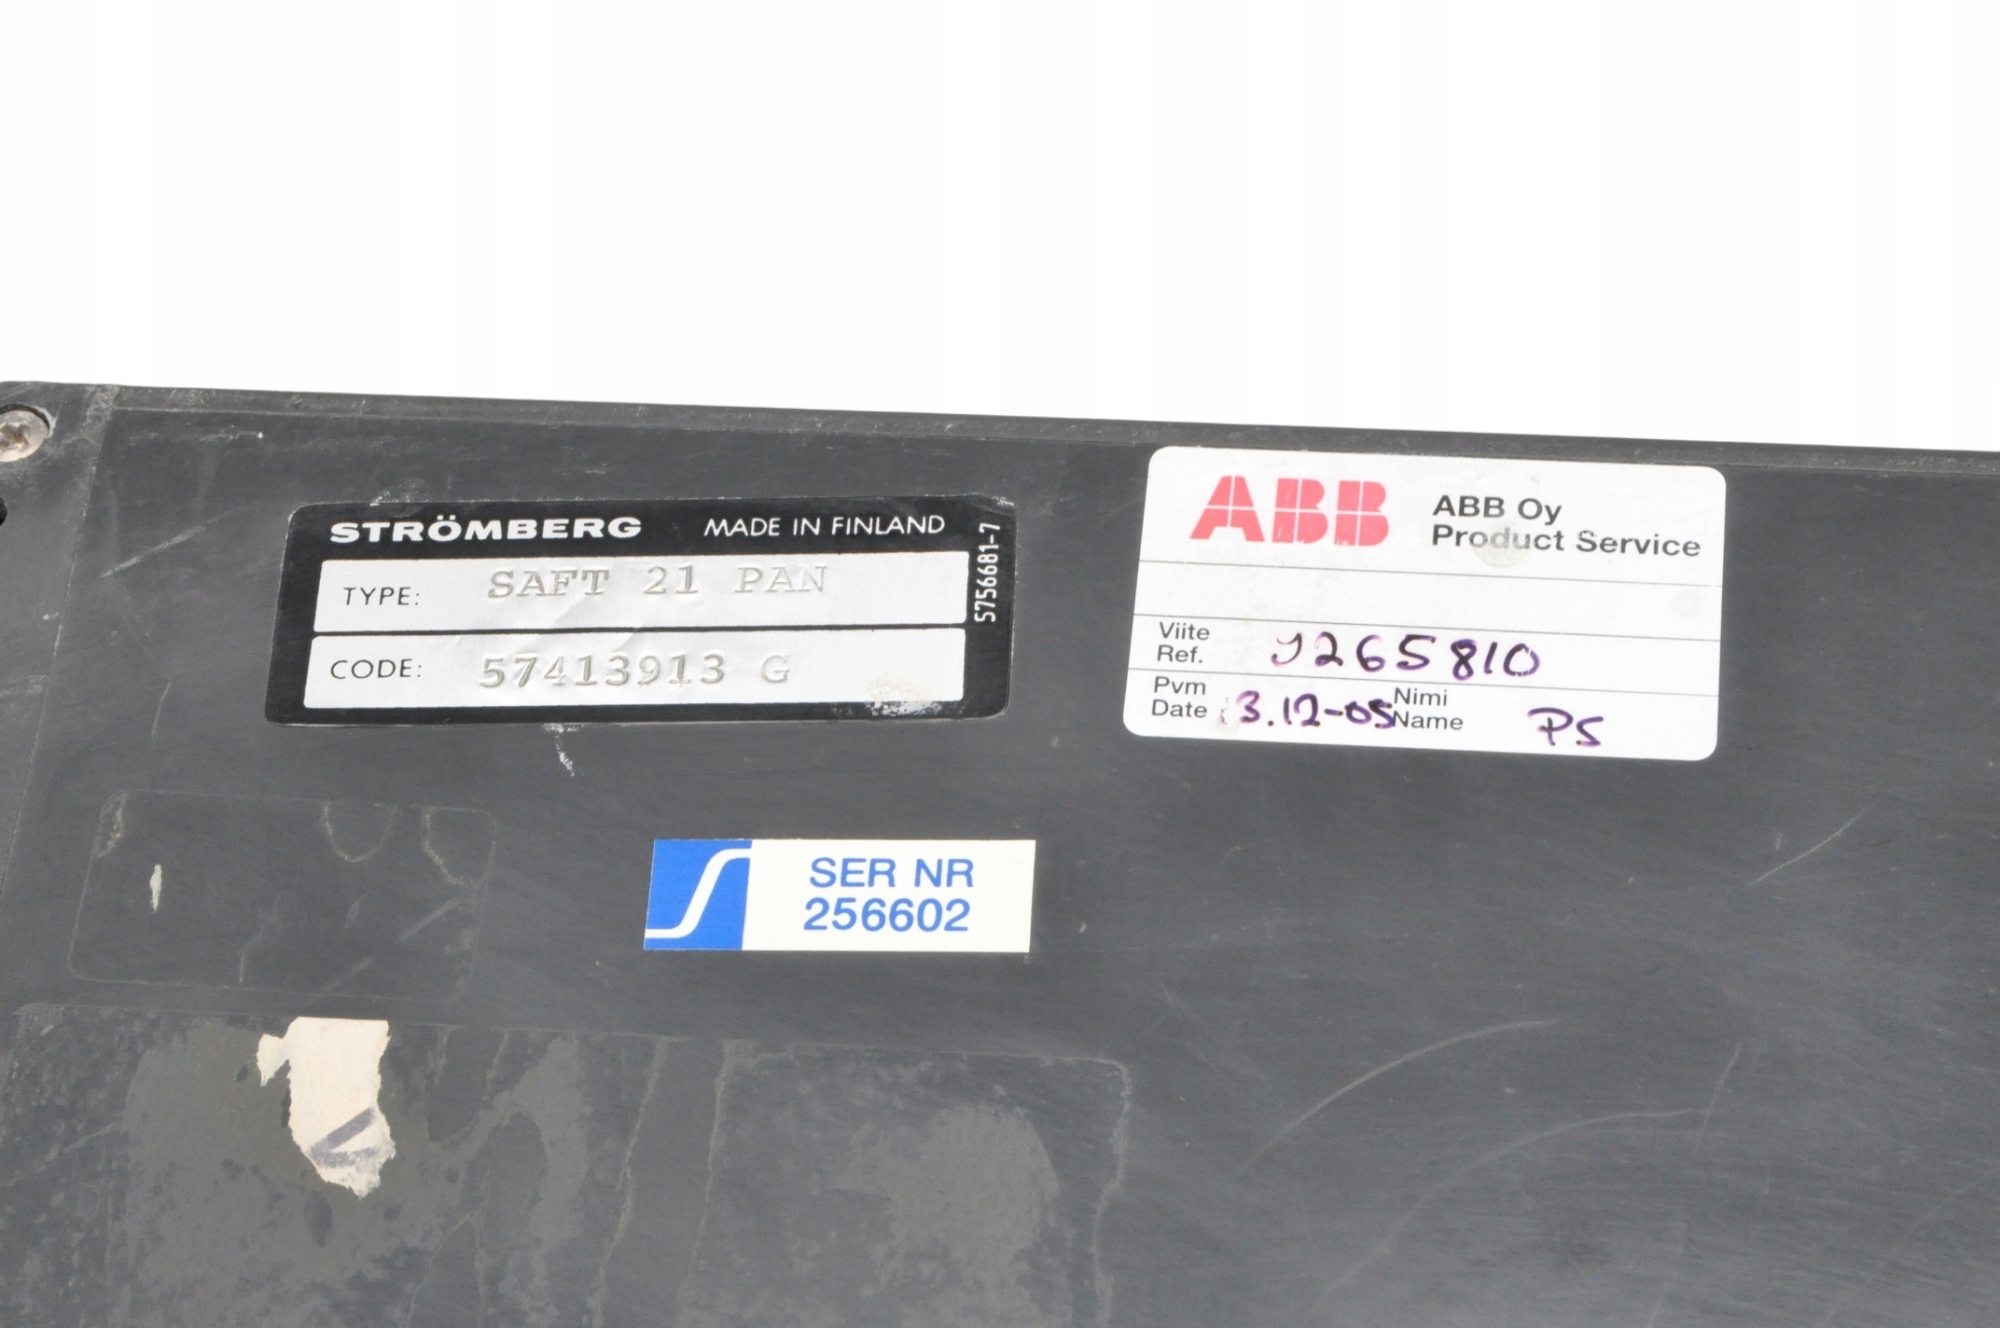 STRÖMBERG MADE IN FINLAND
TYPE: SAFT 21 PAN
CODE: 57413913 G
5756681-7
ABB ABB Oy
Product Service
Viite
Ref. y265810
Pvm
Date 3.12-05
Nimi
Name PS
SER NR
256602